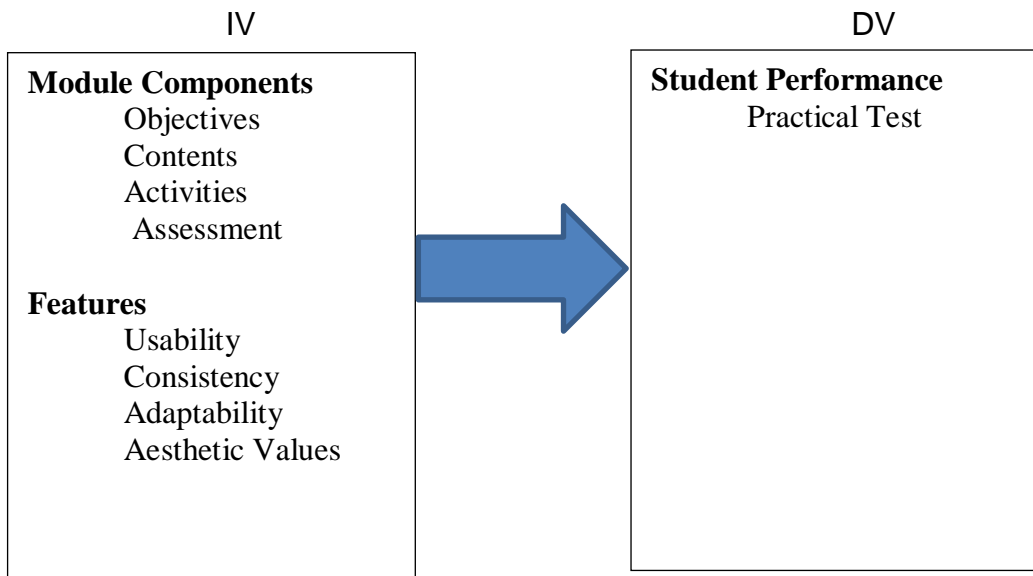 IV
Module Components
Objectives
Contents
Activities
Assessment
Features
Usability
Consistency
Adaptability
Aesthetic Values
DV
Student Performance
Practical Test